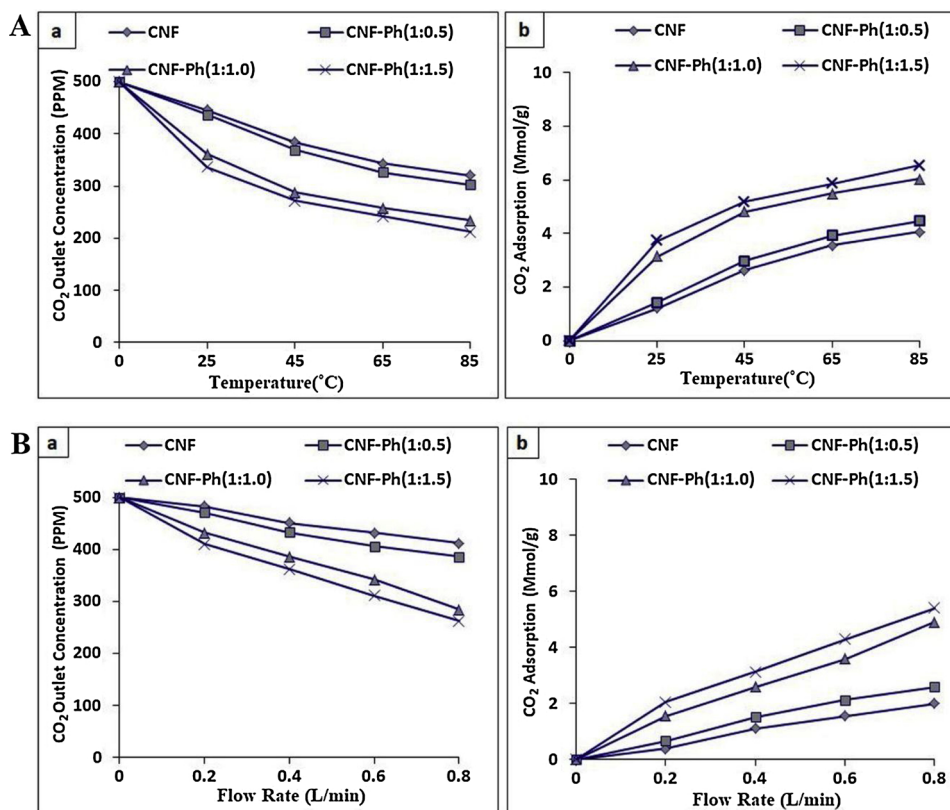 A
a
CNF
CNF-Ph(1:0.5)
CNF-Ph(1:1.0)
CNF-Ph(1:1.5)
CO2 Outlet Concentration (PPM)
500
400
300
200
100
0
0 25 45 65 85
Temperature(˚C)
b
CNF
CNF-Ph(1:0.5)
CNF-Ph(1:1.0)
CNF-Ph(1:1.5)
CO2 Adsorption (Mmol/g)
10
8
6
4
2
0
0 25 45 65 85
Temperature(˚C)
B
a
CNF
CNF-Ph(1:0.5)
CNF-Ph(1:1.0)
CNF-Ph(1:1.5)
CO2 Outlet Concentration (PPM)
500
400
300
200
100
0
0 0.2 0.4 0.6 0.8
Flow Rate (L/min)
b
CNF
CNF-Ph(1:0.5)
CNF-Ph(1:1.0)
CNF-Ph(1:1.5)
CO2 Adsorption (Mmol/g)
10
8
6
4
2
0
0 0.2 0.4 0.6 0.8
Flow Rate (L/min)